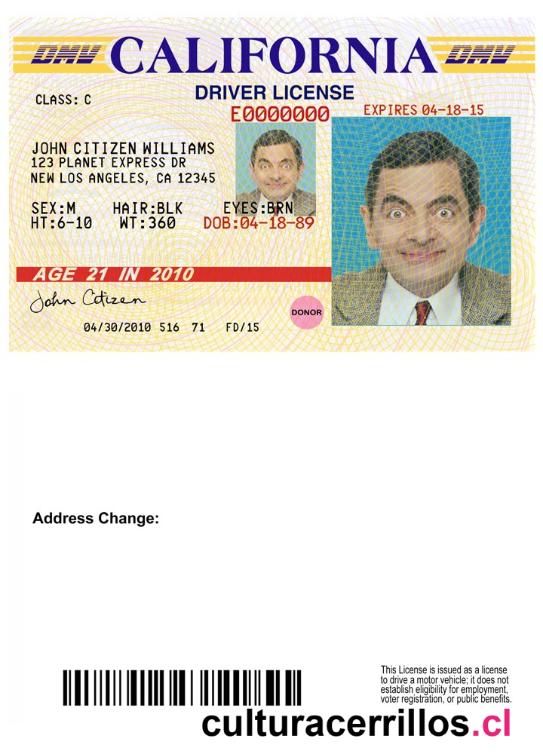 DMV CALIFORNIA DMV
DRIVER LICENSE
CLASS: C
E0000000
EXPIRES 04-18-15
JOHN CITIZEN WILLIAMS
123 PLANET EXPRESS DR
NEW LOS ANGELES, CA 12345
SEX:M HAIR:BLK EYES:BRN
HT:6-10 WT:360 DOB:04-18-89
AGE 21 IN 2010
John Citizen
DONOR
04/30/2010 516 71 FD/15
Address Change:
This License is issued as a license
to drive a motor vehicle; it does not
establish eligibility for employment,
voter registration, or public benefits.
culturacerrillos.cl